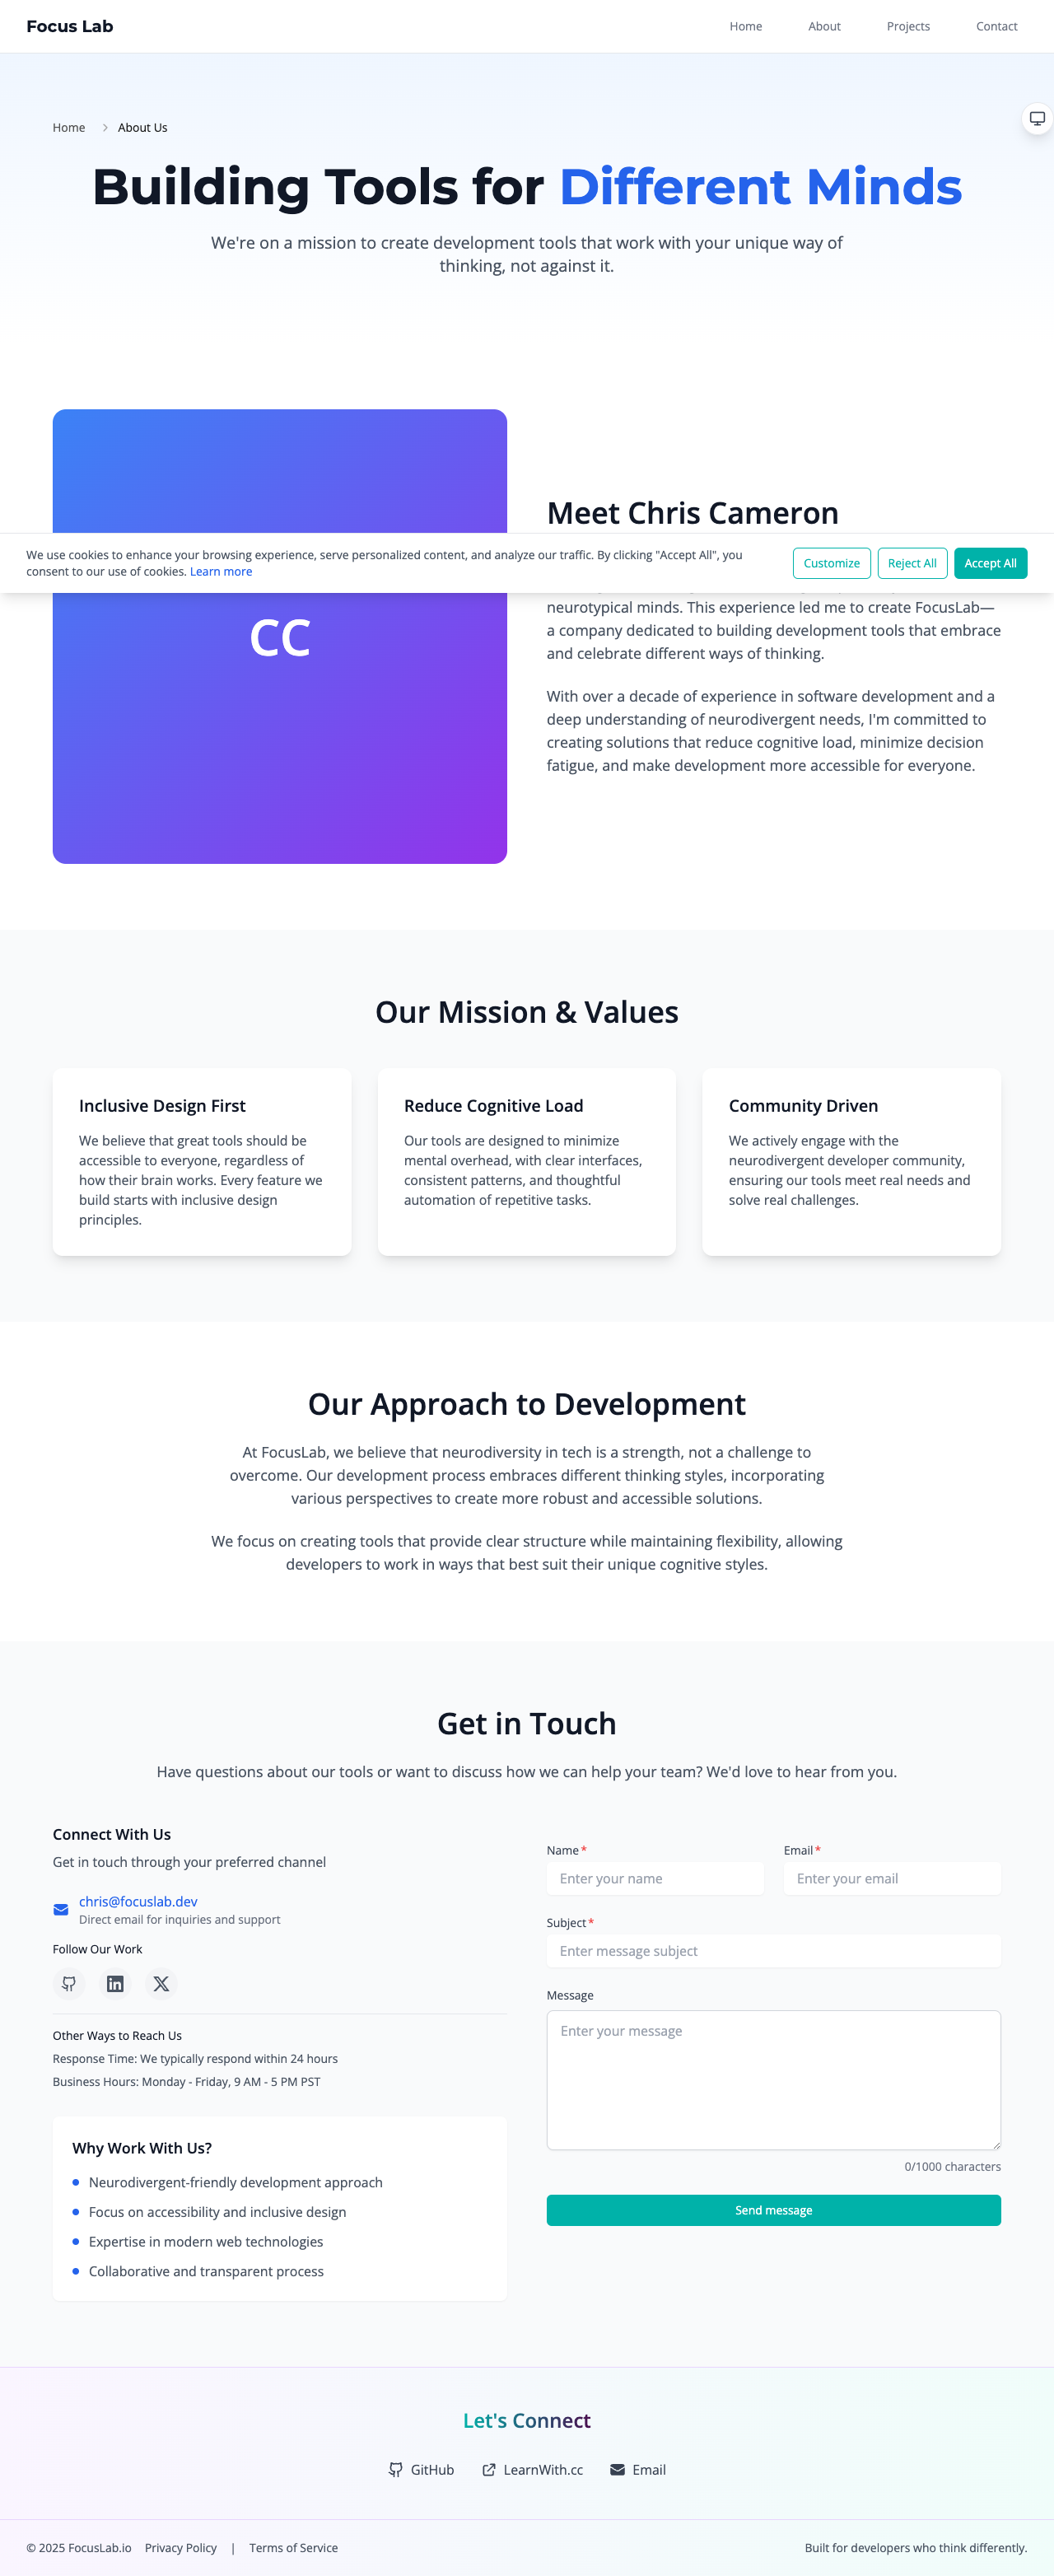 Focus Lab
Home About Projects Contact
Home About Us
Building Tools for Different Minds
We're on a mission to create development tools that work with your unique way of
thinking, not against it.
Meet Chris Cameron
We use cookies to enhance your browsing experience, serve personalized content, and analyze our traffic. By clicking "Accept All", you
consent to our use of cookies. Learn more
Customize Reject All Accept All
CC
neurotypical minds. This experience led me to create FocusLab—
a company dedicated to building development tools that embrace
and celebrate different ways of thinking.
With over a decade of experience in software development and a
deep understanding of neurodivergent needs, I'm committed to
creating solutions that reduce cognitive load, minimize decision
fatigue, and make development more accessible for everyone.
Our Mission & Values
Inclusive Design First
We believe that great tools should be
accessible to everyone, regardless of
how their brain works. Every feature we
build starts with inclusive design
principles.
Reduce Cognitive Load
Our tools are designed to minimize
mental overhead, with clear interfaces,
consistent patterns, and thoughtful
automation of repetitive tasks.
Community Driven
We actively engage with the
neurodivergent developer community,
ensuring our tools meet real needs and
solve real challenges.
Our Approach to Development
At FocusLab, we believe that neurodiversity in tech is a strength, not a challenge to
overcome. Our development process embraces different thinking styles, incorporating
various perspectives to create more robust and accessible solutions.
We focus on creating tools that provide clear structure while maintaining flexibility, allowing
developers to work in ways that best suit their unique cognitive styles.
Get in Touch
Have questions about our tools or want to discuss how we can help your team? We'd love to hear from you.
Connect With Us
Get in touch through your preferred channel
chris@focuslab.dev
Direct email for inquiries and support
Follow Our Work
Other Ways to Reach Us
Response Time: We typically respond within 24 hours
Business Hours: Monday - Friday, 9 AM - 5 PM PST
Why Work With Us?
Neurodivergent-friendly development approach
Focus on accessibility and inclusive design
Expertise in modern web technologies
Collaborative and transparent process
Name* Email*
Enter your name Enter your email
Subject*
Enter message subject
Message
Enter your message
0/1000 characters
Send message
Let's Connect
GitHub LearnWith.cc Email
© 2025 FocusLab.io Privacy Policy | Terms of Service
Built for developers who think differently.